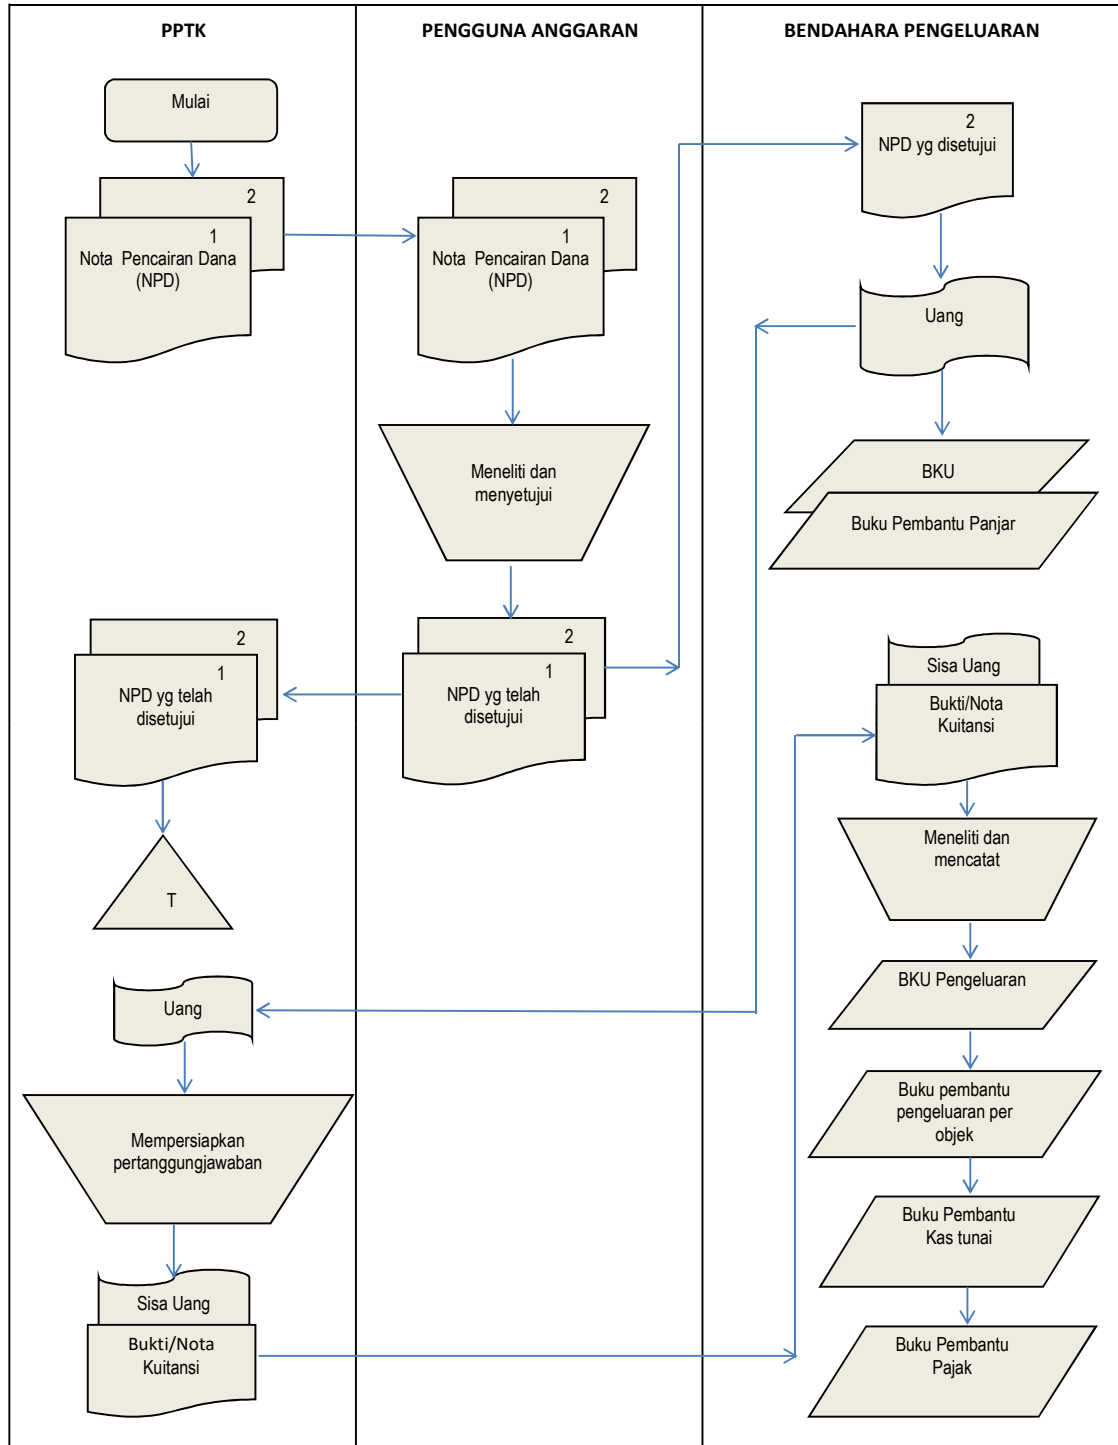 PPTK
PENGGUNA ANGGARAN
BENDAHARA PENGELUARAN
Mulai
2
1
Nota Pencairan Dana
(NPD)
NPD yg telah
disetujui
1
2
T
Uang
Mempersiapkan
pertanggungjawaban
Sisa Uang
Bukti/Nota
Kuitansi
2
1
Nota Pencairan Dana
(NPD)
Meneliti dan
menyetujui
2
1
NPD yg telah
disetujui
2
NPD yg disetujui
Uang
BKU
Buku Pembantu Panjar
Sisa Uang
Bukti/Nota
Kuitansi
Meneliti dan
mencatat
BKU Pengeluaran
Buku pembantu
pengeluaran per
objek
Buku Pembantu
Kas tunai
Buku Pembantu
Pajak